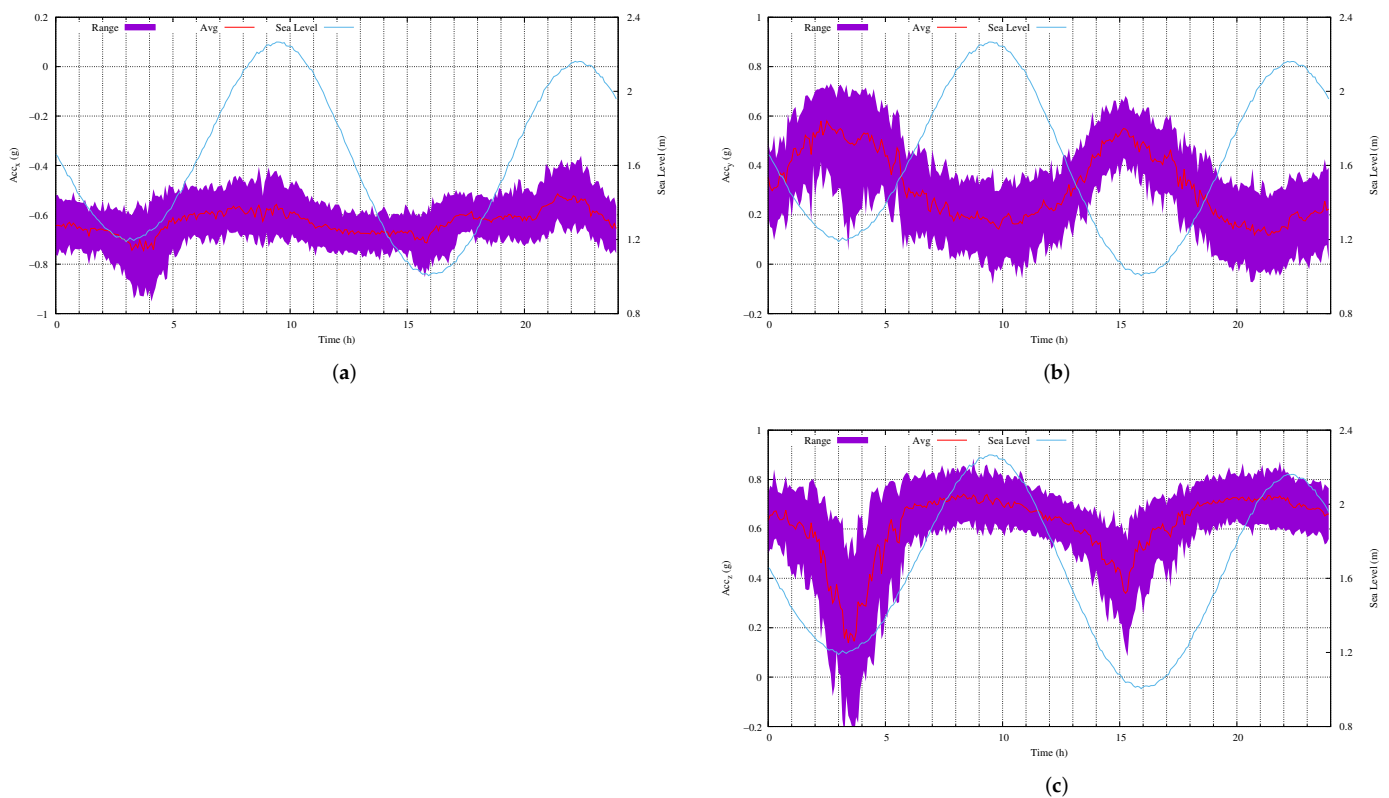 Range Avg Sea Level
0.2
0
−0.2
−0.4
−0.6
−0.8
−1
Acc_x (g)
2.4
2
1.6
1.2
0.8
Sea Level (m)
0 5 10 15 20
Time (h)
(a)
Range Avg Sea Level
1
0.8
0.6
0.4
0.2
0
−0.2
Acc_y (g)
2.4
2
1.6
1.2
0.8
Sea Level (m)
0 5 10 15 20
Time (h)
(b)
Range Avg Sea Level
1
0.8
0.6
0.4
0.2
0
−0.2
Acc_z (g)
2.4
2
1.6
1.2
0.8
Sea Level (m)
0 5 10 15 20
Time (h)
(c)